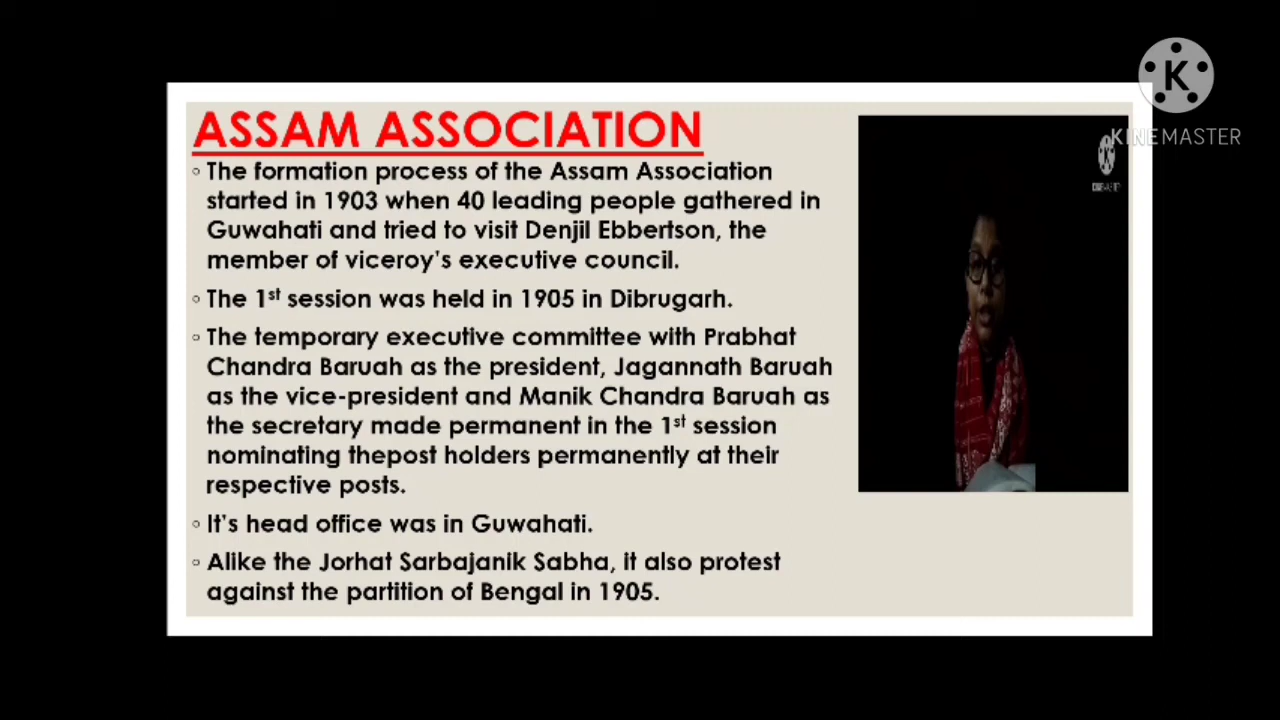 ASSAM ASSOCIATION
The formation process of the Assam Association
started in 1903 when 40 leading people gathered in
Guwahati and tried to visit Denjil Ebbertson, the
member of viceroy's executive council.
The 1st session was held in 1905 in Dibrugarh.
The temporary executive committee with Prabhat
Chandra Baruah as the president, Jagannath Baruah
as the vice-president and Manik Chandra Baruah as
the secretary made permanent in the 1st session
nominating thepost holders permanently at their
respective posts.
It's head office was in Guwahati.
Alike the Jorhat Sarbajanik Sabha, it also protest
against the partition of Bengal in 1905.
K
KINEMASTER